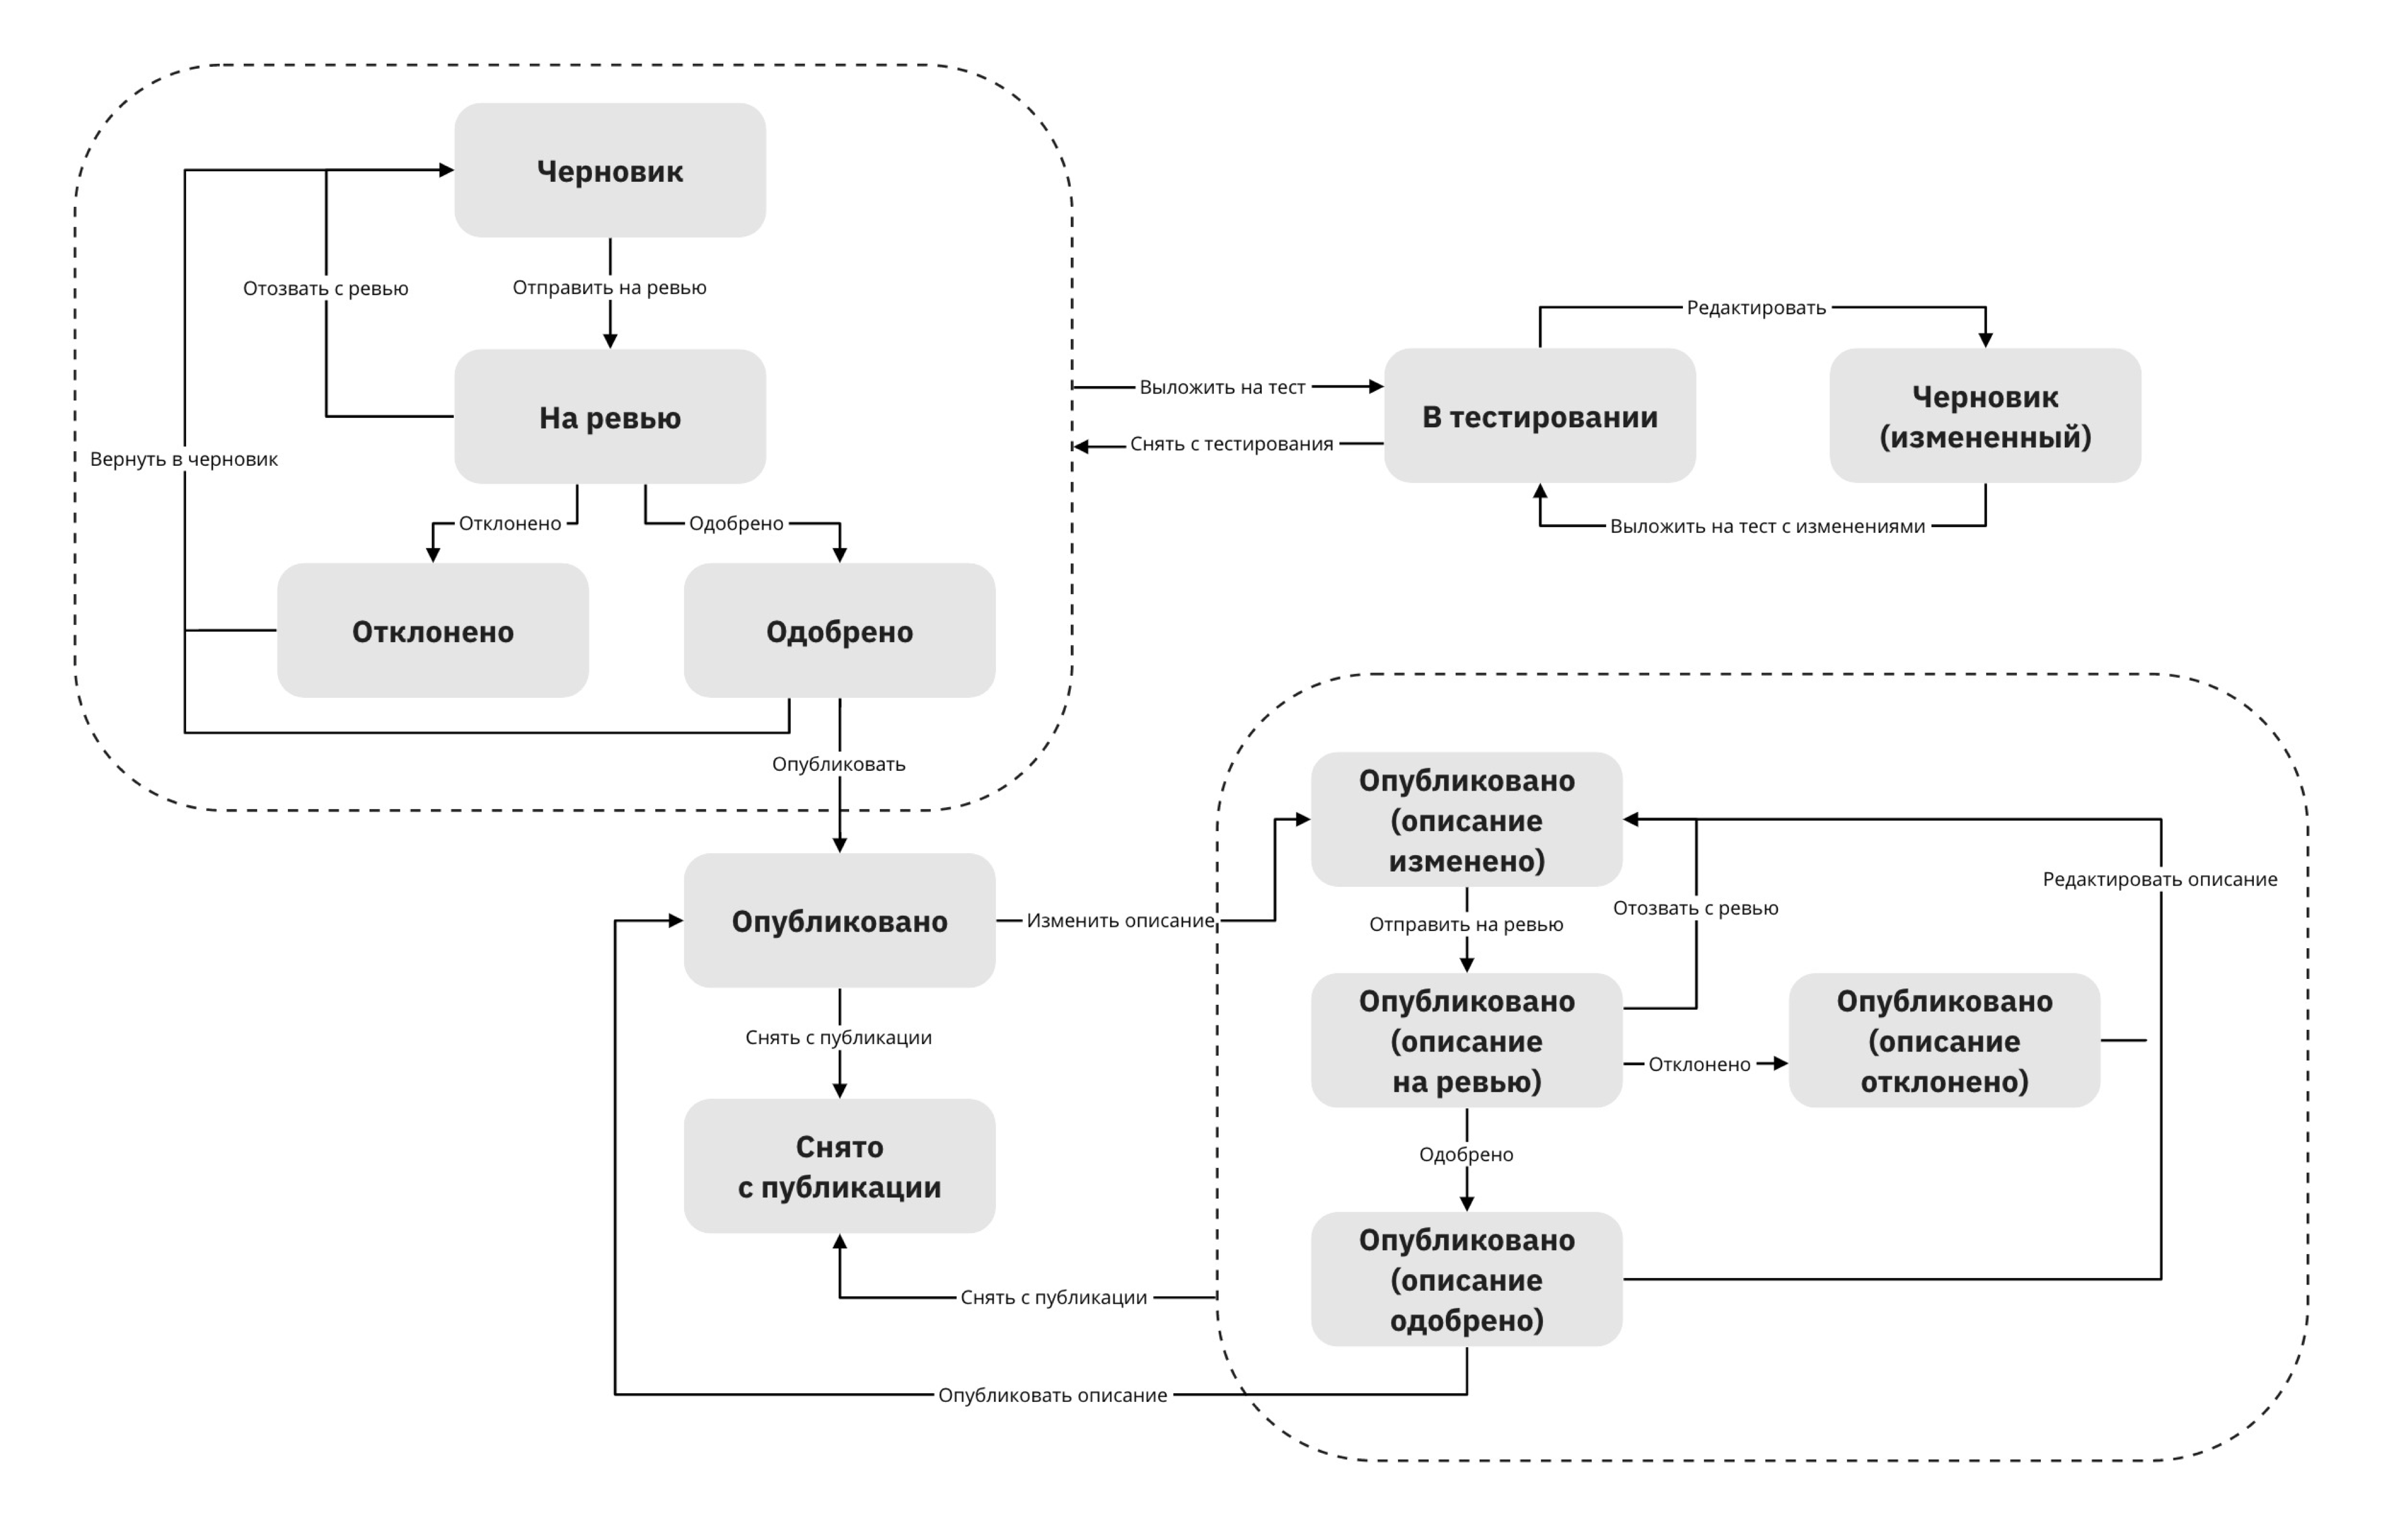 Черновик
Отозвать с ревью
Отправить на ревью
На ревью
Вернуть в черновик
Отклонено
Одобрено
Отклонено
Одобрено
Опубликовать
Выложить на тест
Снять с тестирования
Редактировать
В тестировании
Черновик
(измененный)
Выложить на тест с изменениями
Опубликовано
Изменить описание
Снять с публикации
Снято
с публикации
Снять с публикации
Опубликовать описание
Опубликовано
(описание
изменено)
Редактировать описание
Отозвать с ревью
Отправить на ревью
Опубликовано
(описание
на ревью)
Отклонено
Опубликовано
(описание
отклонено)
Одобрено
Опубликовано
(описание
одобрено)